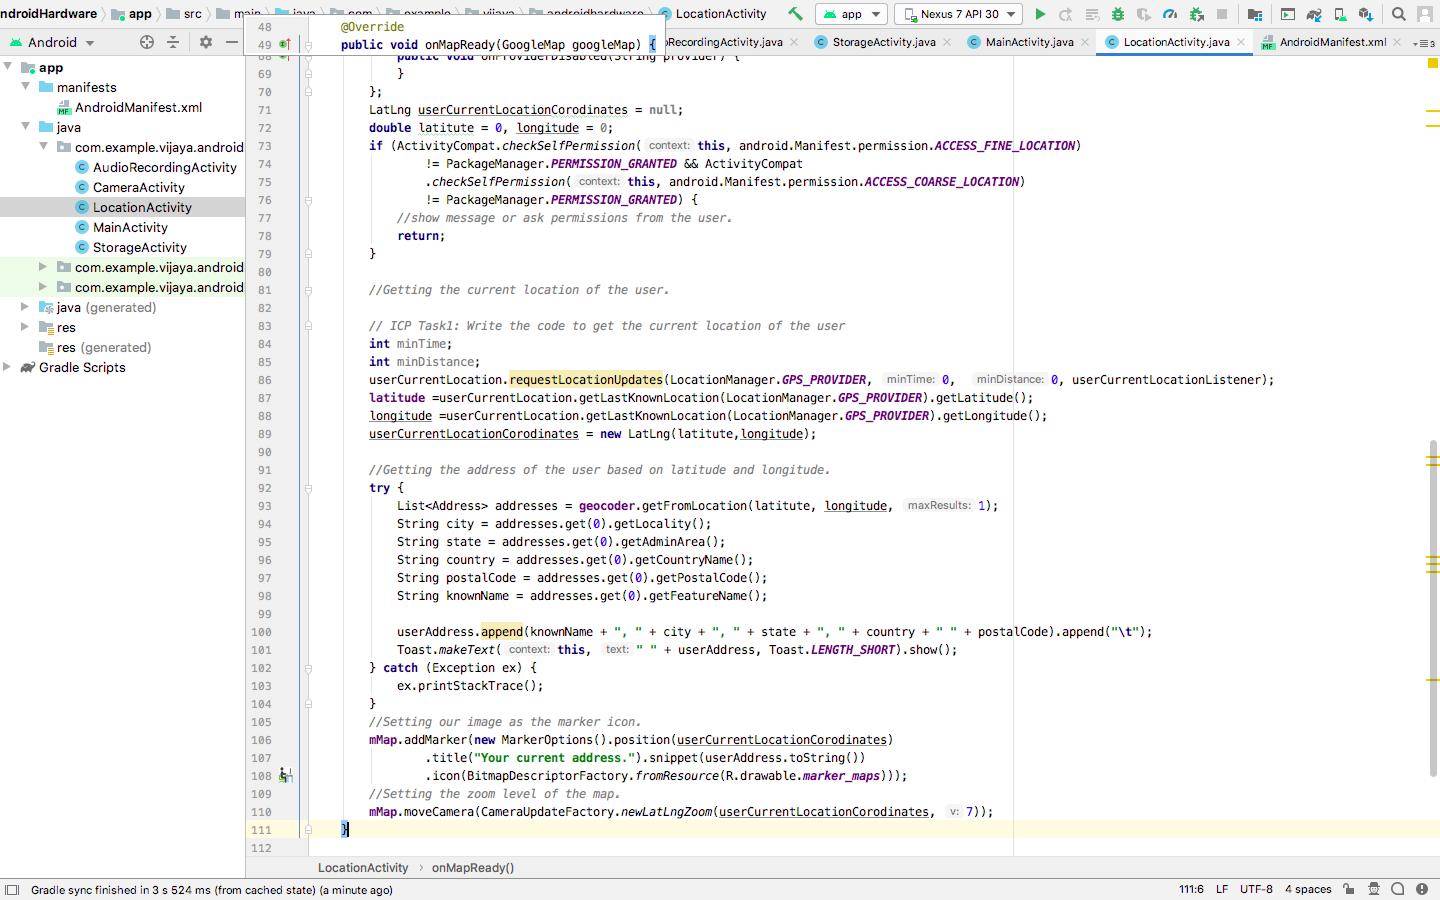 ndroidHardware app src main java com example vijaya androidhardware LocationActivity app Nexus 7 API 30
Android
oRecordingActivity.java StorageActivity.java MainActivity.java LocationActivity.java AndroidManifest.xml 3
app
manifests
AndroidManifest.xml
java
com.example.vijaya.android
AudioRecordingActivity
CameraActivity
LocationActivity
MainActivity
StorageActivity
com.example.vijaya.android
com.example.vijaya.android
java (generated)
res
res (generated)
Gradle Scripts
48 @Override
49 public void onMapReady(GoogleMap googleMap) {
68 public void onProviderDisabled(String provider) {
69 }
70 };
71 LatLng userCurrentLocationCorodinates = null;
72 double latitute = 0, longitude = 0;
73 if (ActivityCompat.checkSelfPermission( context: this, android.Manifest.permission.ACCESS_FINE_LOCATION)
74 != PackageManager.PERMISSION_GRANTED && ActivityCompat
75 .checkSelfPermission( context: this, android.Manifest.permission.ACCESS_COARSE_LOCATION)
76 != PackageManager.PERMISSION_GRANTED) {
77 //show message or ask permissions from the user.
78 return;
79 }
80
81 //Getting the current location of the user.
82
83 // ICP Task1: Write the code to get the current location of the user
84 int minTime;
85 int minDistance;
86 userCurrentLocation.requestLocationUpdates(LocationManager.GPS_PROVIDER, minTime: 0, minDistance: 0, userCurrentLocationListener);
87 latitude =userCurrentLocation.getLastKnownLocation(LocationManager.GPS_PROVIDER).getLatitude();
88 longitude =userCurrentLocation.getLastKnownLocation(LocationManager.GPS_PROVIDER).getLongitude();
89 userCurrentLocationCorodinates = new LatLng(latitute,longitude);
90
91 //Getting the address of the user based on latitude and longitude.
92 try {
93 List<Address> addresses = geocoder.getFromLocation(latitute, longitude, maxResults: 1);
94 String city = addresses.get(0).getLocality();
95 String state = addresses.get(0).getAdminArea();
96 String country = addresses.get(0).getCountryName();
97 String postalCode = addresses.get(0).getPostalCode();
98 String knownName = addresses.get(0).getFeatureName();
99
100 userAddress.append(knownName + ", " + city + ", " + state + ", " + country + " " + postalCode).append("\t");
101 Toast.makeText( context: this, text: " " + userAddress, Toast.LENGTH_SHORT).show();
102 } catch (Exception ex) {
103 ex.printStackTrace();
104 }
105 //Setting our image as the marker icon.
106 mMap.addMarker(new MarkerOptions().position(userCurrentLocationCorodinates)
107 .title("Your current address.").snippet(userAddress.toString())
108 .icon(BitmapDescriptorFactory.fromResource(R.drawable.marker_maps)));
109 //Setting the zoom level of the map.
110 mMap.moveCamera(CameraUpdateFactory.newLatLngZoom(userCurrentLocationCorodinates, v: 7));
111 }
112
LocationActivity › onMapReady()
Gradle sync finished in 3 s 524 ms (from cached state) (a minute ago) 111:6 LF UTF-8 4 spaces